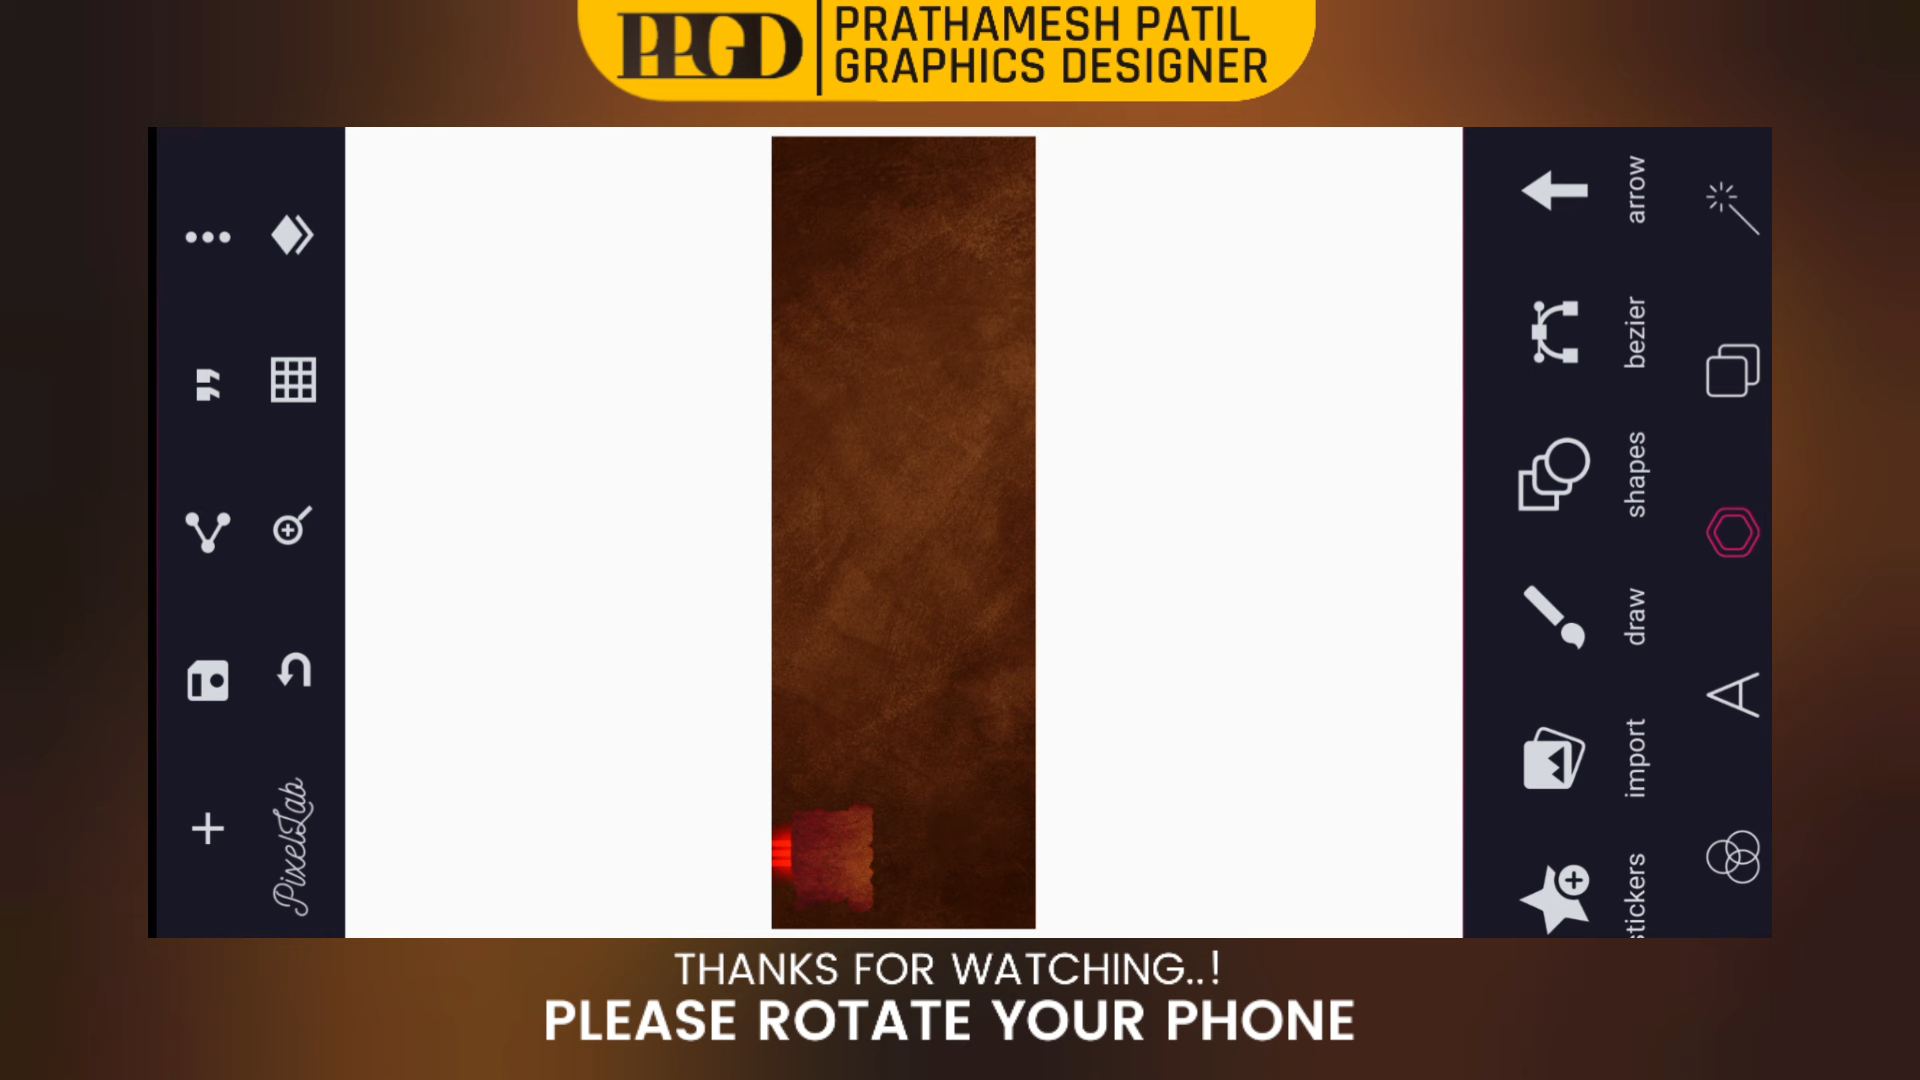 PPGD
PRATHAMESH PATIL
GRAPHICS DESIGNER
PixelLab
arrow
bezier
shapes
draw
import
stickers
THANKS FOR WATCHING..!
PLEASE ROTATE YOUR PHONE